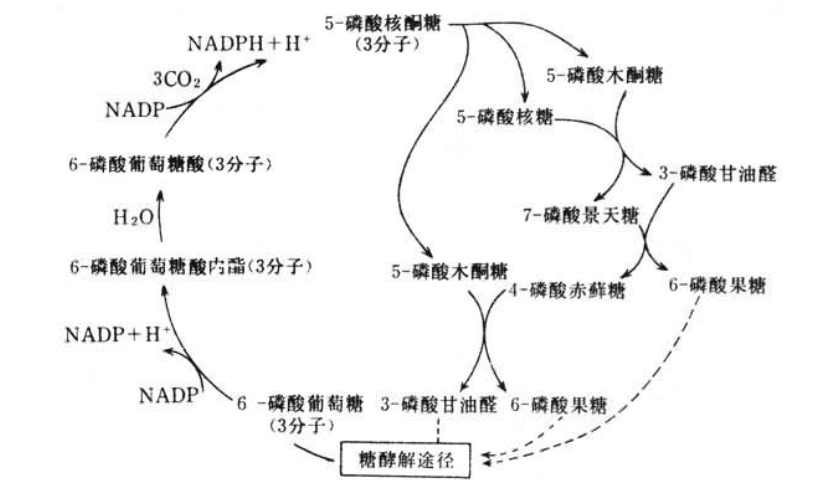 5-磷酸核酮糖
(3分子)
NADPH+H⁺
3CO₂
NADP
5-磷酸木酮糖
5-磷酸核糖
6-磷酸葡萄糖酸(3分子)
3-磷酸甘油醛
H₂O
7-磷酸景天糖
6-磷酸葡萄糖酸内酯(3分子)
5-磷酸木酮糖
4-磷酸赤藓糖
6-磷酸果糖
NADP+H⁺
NADP
6 -磷酸葡萄糖
(3分子)
3-磷酸甘油醛
6-磷酸果糖
糖酵解途径